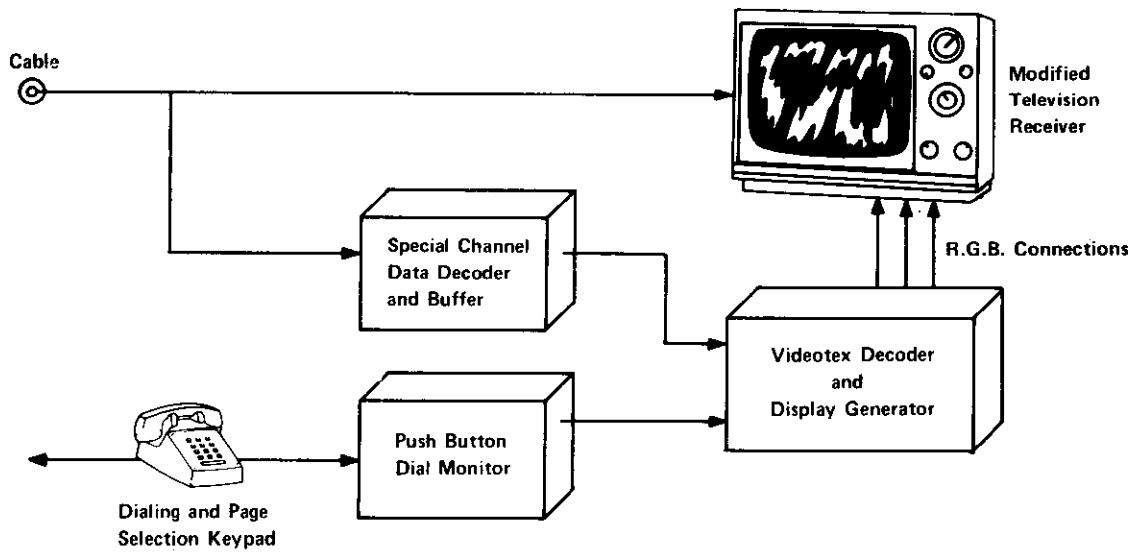 Cable
Modified
Television
Receiver
Special Channel
Data Decoder
and Buffer
R.G.B. Connections
Videotex Decoder
and
Display Generator
Push Button
Dial Monitor
Dialing and Page
Selection Keypad